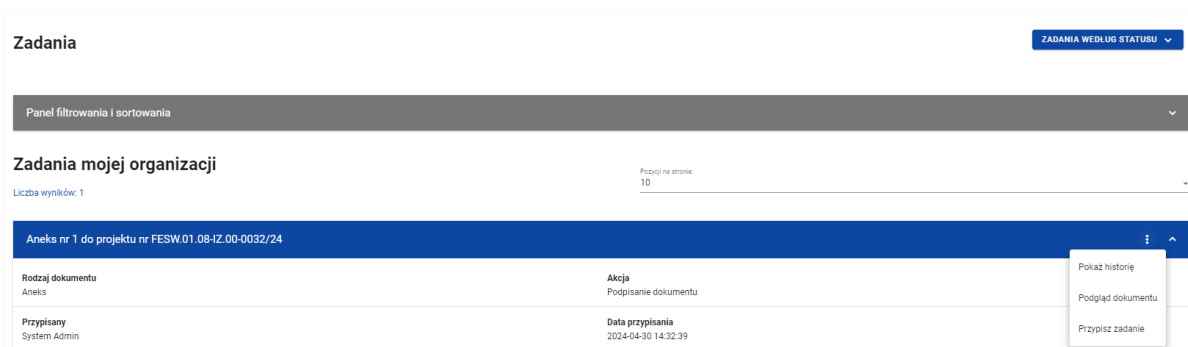 Zadania
ZADANIA WEDŁUG STATUSU
Panel filtrowania i sortowania
Zadania mojej organizacji
Liczba wyników: 1
Pozycji na stronie:
10
Aneks nr 1 do projektu nr FESW.01.08-IZ.00-0032/24
Pokaż historię
Podgląd dokumentu
Przypisz zadanie
Rodzaj dokumentu
Aneks
Akcja
Podpisanie dokumentu
Przypisany
System Admin
Data przypisania
2024-04-30 14:32:39